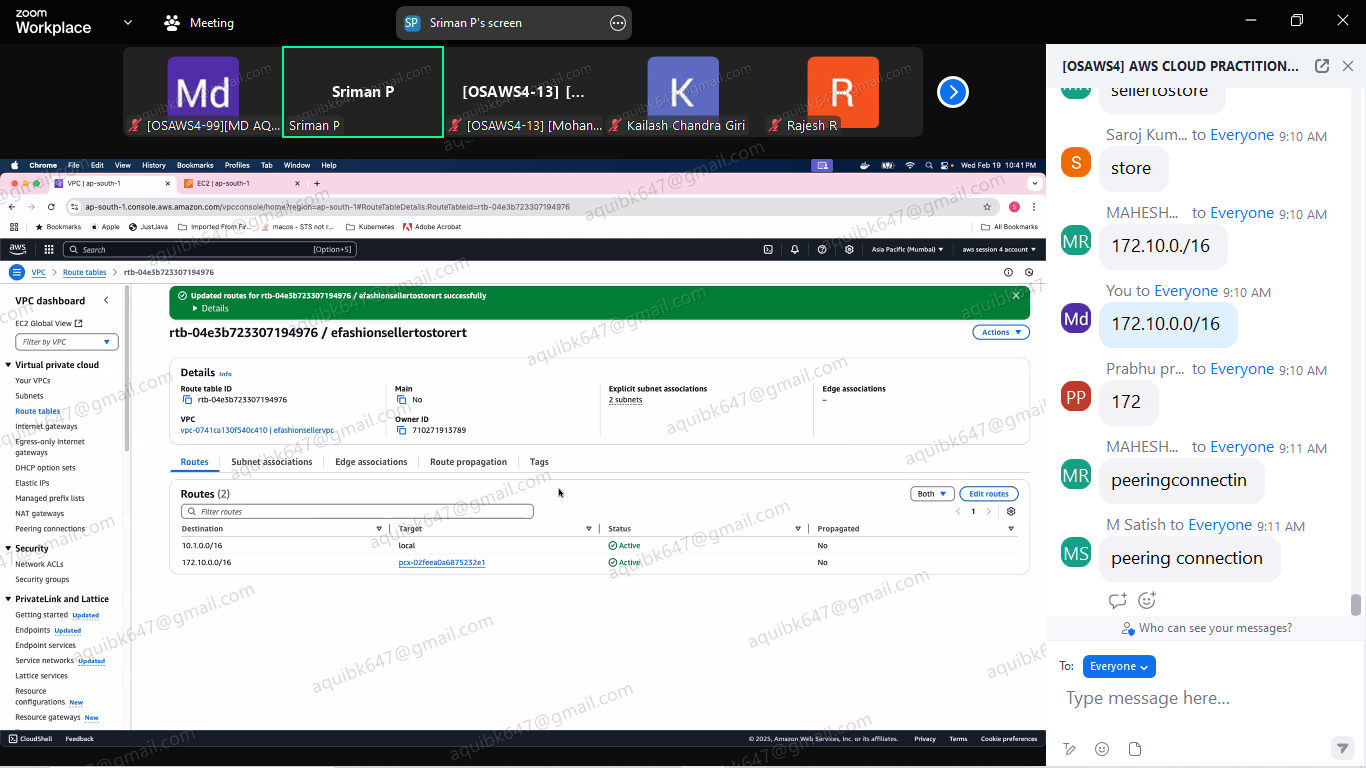 zoom
Workplace
Meeting
SP
Sriman P's screen
Md
[OSAWS4-99][MD AQ...
Sriman P
Sriman P
[OSAWS4-13] [...
[OSAWS4-13] [Mohan...
K
Kailash Chandra Giri
R
Rajesh R
Chrome File Edit View History Bookmarks Profiles Tab Window Help
Wed Feb 19 10:41 PM
VPC | ap-south-1
EC2 | ap-south-1
ap-south-1.console.aws.amazon.com/vpcconsole/home?region=ap-south-1#RouteTableDetails:RouteTableId=rtb-04e3b723307194976
S
Bookmarks Apple JustJava Imported From Fir... macos - STS not r... Kubernetes Adobe Acrobat All Bookmarks
aws
Search [Option+S]
Asia Pacific (Mumbai)
aws session 4 account
VPC > Route tables > rtb-04e3b723307194976
VPC dashboard
EC2 Global View
Filter by VPC
Virtual private cloud
Your VPCs
Subnets
Route tables
Internet gateways
Egress-only internet
gateways
DHCP option sets
Elastic IPs
Managed prefix lists
NAT gateways
Peering connections
Security
Network ACLs
Security groups
PrivateLink and Lattice
Getting started Updated
Endpoints Updated
Endpoint services
Service networks Updated
Lattice services
Resource
configurations New
Resource gateways New
Updated routes for rtb-04e3b723307194976 / efashionsellertostorert successfully
Details
rtb-04e3b723307194976 / efashionsellertostorert
Actions
Details Info
Route table ID
rtb-04e3b723307194976
Main
No
Explicit subnet associations
2 subnets
Edge associations
–
VPC
vpc-0741ca130f540c410 | efashionsellervpc
Owner ID
710271913789
Routes Subnet associations Edge associations Route propagation Tags
Routes (2)
Both
Edit routes
Filter routes
1
Destination Target Status Propagated
10.1.0.0/16 local Active No
172.10.0.0/16 pcx-02feea0a6875232e1 Active No
CloudShell Feedback
© 2025, Amazon Web Services, Inc. or its affiliates. Privacy Terms Cookie preferences
[OSAWS4] AWS CLOUD PRACTITION...
MR
sellertostore
Saroj Kum... to Everyone 9:10 AM
S
store
MAHESH... to Everyone 9:10 AM
MR
172.10.0./16
You to Everyone 9:10 AM
Md
172.10.0.0/16
Prabhu pr... to Everyone 9:10 AM
PP
172
MAHESH... to Everyone 9:11 AM
MR
peeringconnectin
M Satish to Everyone 9:11 AM
MS
peering connection
Who can see your messages?
To: Everyone
Type message here...
aquibk647@gmail.com